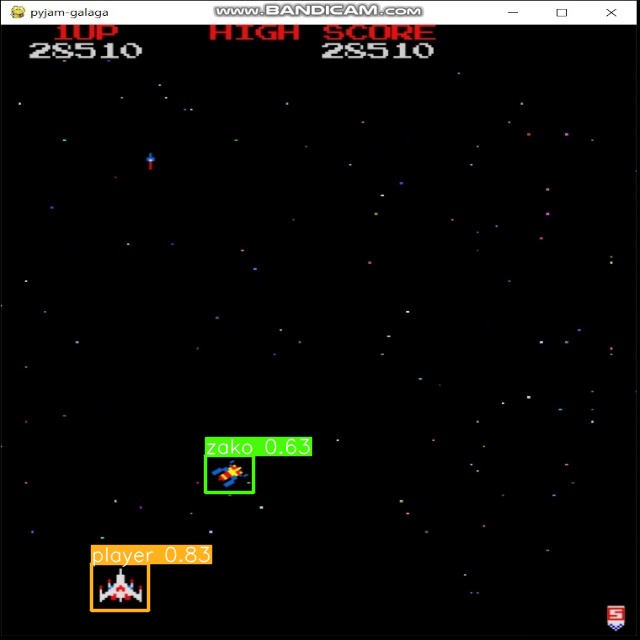 pyjam-galaga
www.BANDICAM.com
1UP HIGH SCORE
28510 28510
zako 0.63
player 0.83
5